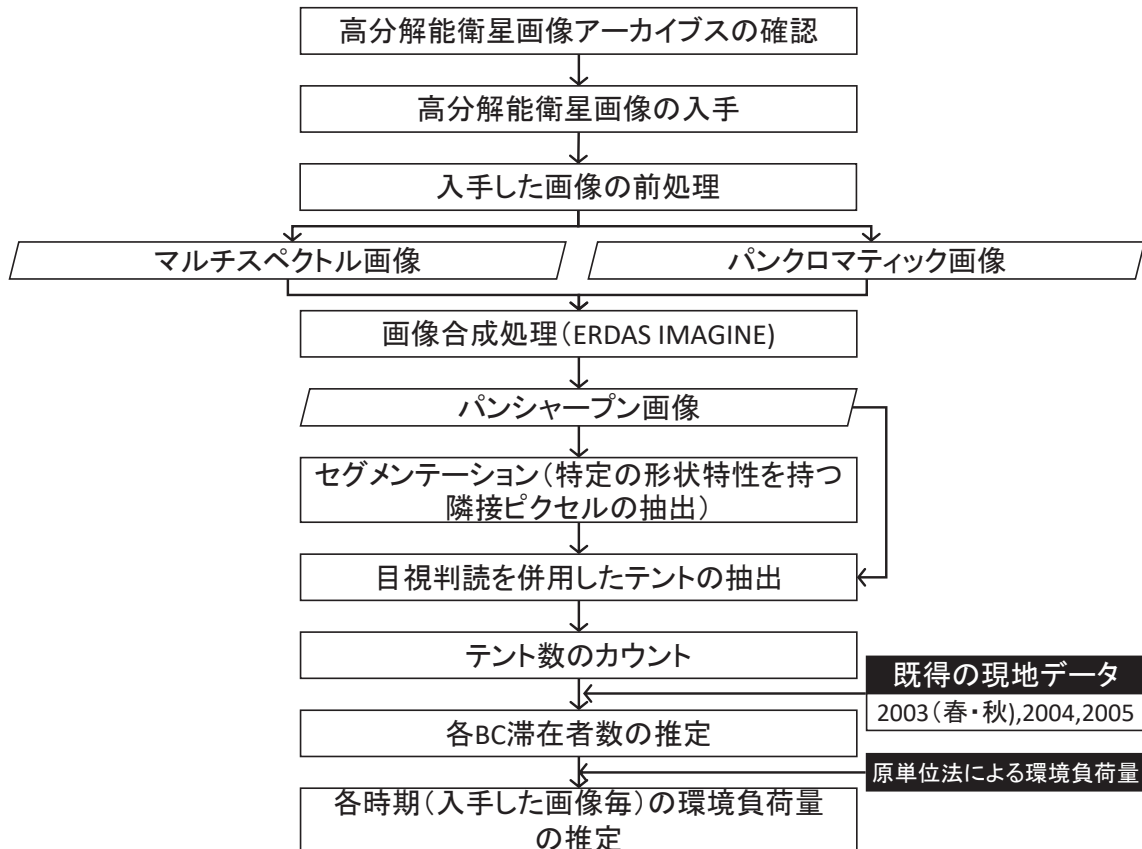 高分解能衛星画像アーカイブスの確認
高分解能衛星画像の入手
入手した画像の前処理
マルチスペクトル画像
パンクロマティック画像
画像合成処理(ERDAS IMAGINE)
パンシャープン画像
セグメンテーション(特定の形状特性を持つ
隣接ピクセルの抽出)
目視判読を併用したテントの抽出
テント数のカウント
既得の現地データ
2003(春・秋),2004,2005
各BC滞在者数の推定
原単位法による環境負荷量
各時期(入手した画像毎)の環境負荷量
の推定